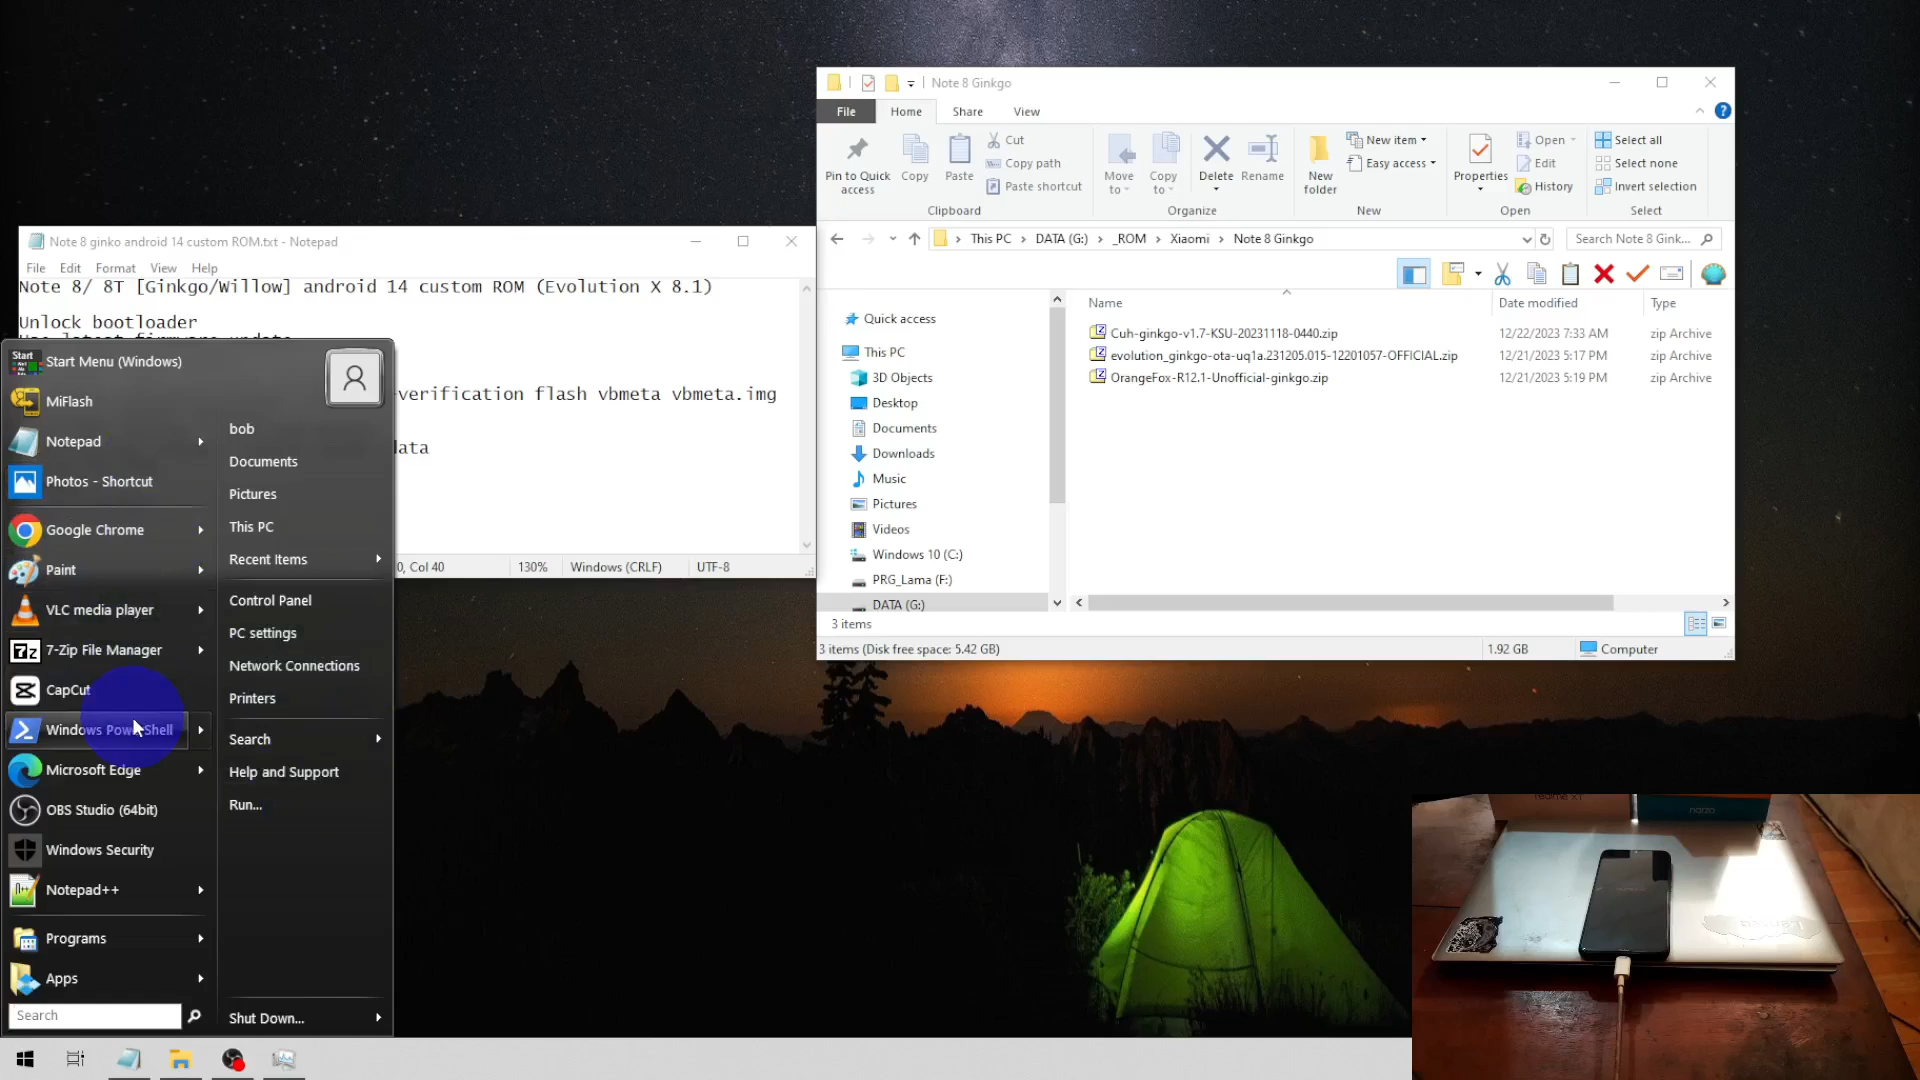 Note 8 Ginkgo
File
Home
Share
View
Pin to Quick
access
Copy
Paste
Cut
Copy path
Paste shortcut
Move
to
Copy
to
Delete
Rename
New
folder
New item
Easy access
Properties
Open
Edit
History
Select all
Select none
Invert selection
Clipboard
Organize
New
Open
Select
This PC
DATA (G:)
_ROM
Xiaomi
Note 8 Ginkgo
Search Note 8 Gink...
Name
Date modified
Type
Cuh-ginkgo-v1.7-KSU-20231118-0440.zip
12/22/2023 7:33 AM
zip Archive
evolution_ginkgo-ota-uq1a.231205.015-12201057-OFFICIAL.zip
12/21/2023 5:17 PM
zip Archive
OrangeFox-R12.1-Unofficial-ginkgo.zip
12/21/2023 5:19 PM
zip Archive
Quick access
This PC
3D Objects
Desktop
Documents
Downloads
Music
Pictures
Videos
Windows 10 (C:)
PRG_Lama (F:)
DATA (G:)
3 items
3 items (Disk free space: 5.42 GB)
1.92 GB
Computer
Note 8 ginko android 14 custom ROM.txt - Notepad
File
Edit
Format
View
Help
Note 8/ 8T [Ginkgo/Willow] android 14 custom ROM (Evolution X 8.1)
Unlock bootloader
-verification flash vbmeta vbmeta.img
data
0, Col 40
130%
Windows (CRLF)
UTF-8
Start
Start Menu (Windows)
MiFlash
Notepad
Photos - Shortcut
Google Chrome
Paint
VLC media player
7-Zip File Manager
CapCut
Windows PowerShell
Microsoft Edge
OBS Studio (64bit)
Windows Security
Notepad++
Programs
Apps
Search
bob
Documents
Pictures
This PC
Recent Items
Control Panel
PC settings
Network Connections
Printers
Search
Help and Support
Run...
Shut Down...
realme X7
narzo